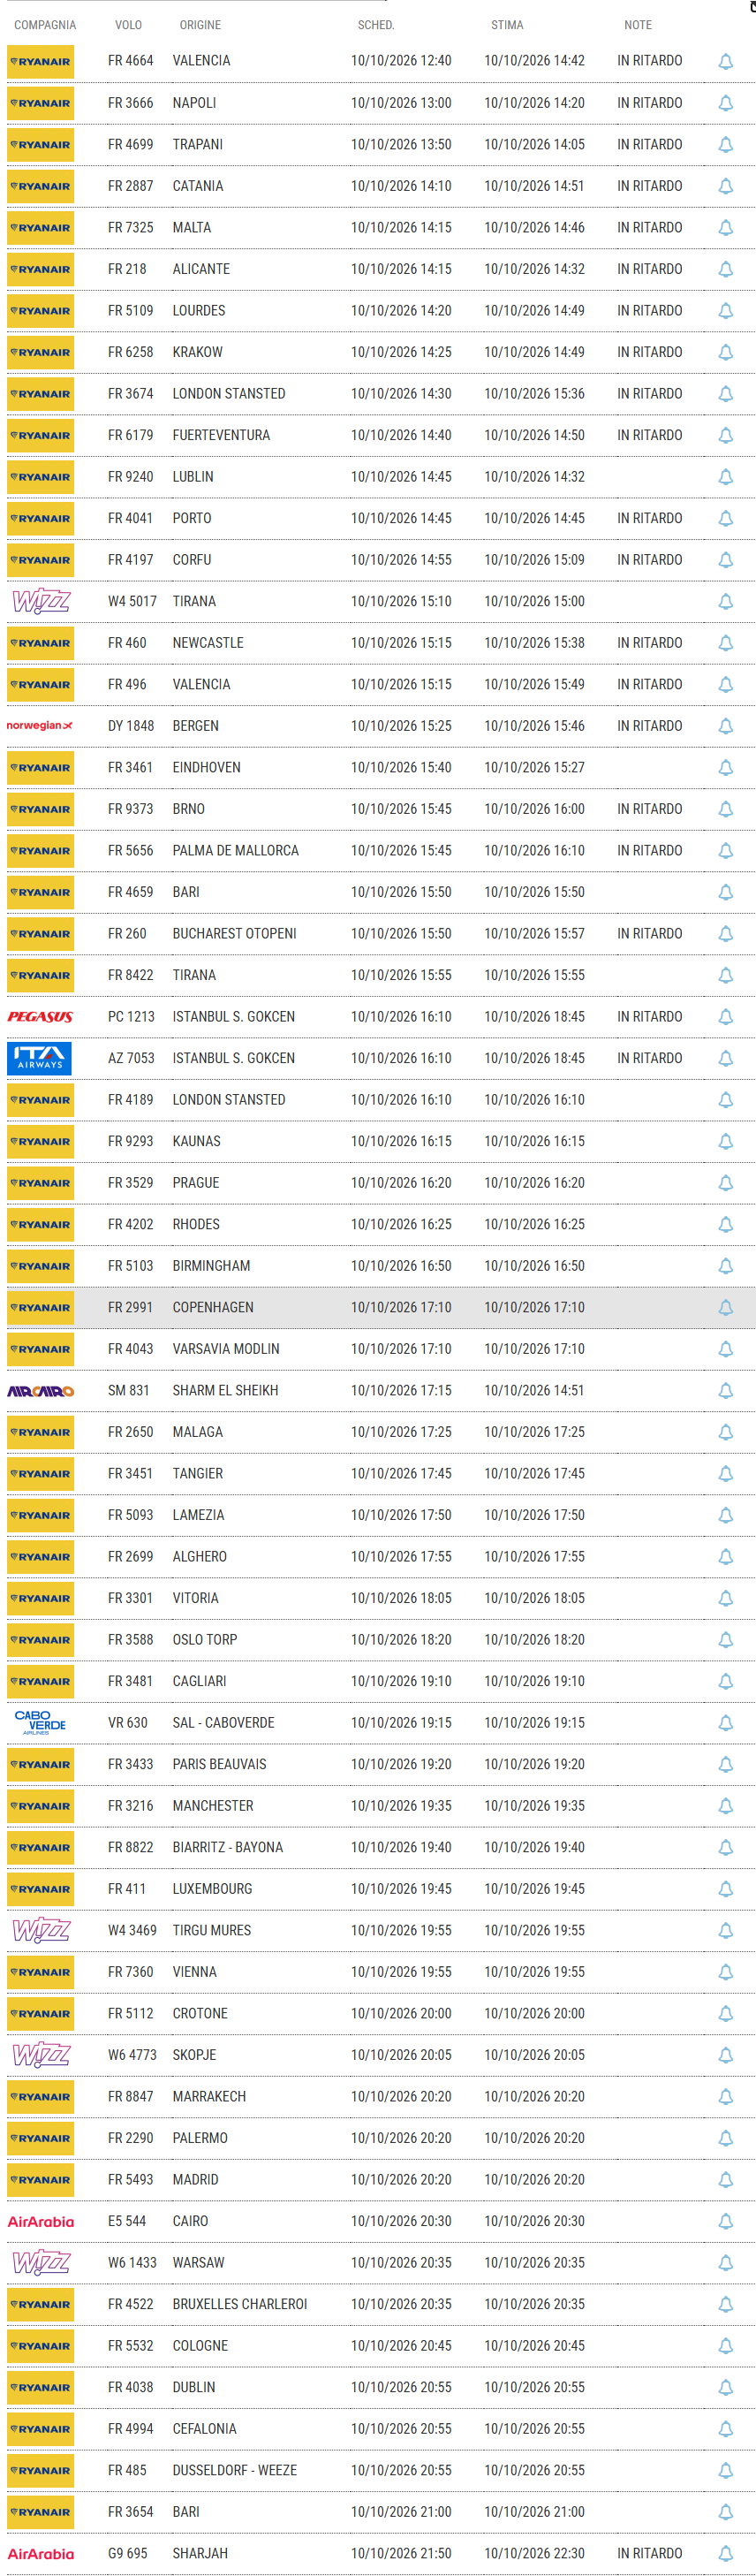 COMPAGNIA VOLO ORIGINE SCHED. STIMA NOTE
RYANAIR FR 4664 VALENCIA 10/10/2026 12:40 10/10/2026 14:42 IN RITARDO
RYANAIR FR 3666 NAPOLI 10/10/2026 13:00 10/10/2026 14:20 IN RITARDO
RYANAIR FR 4699 TRAPANI 10/10/2026 13:50 10/10/2026 14:05 IN RITARDO
RYANAIR FR 2887 CATANIA 10/10/2026 14:10 10/10/2026 14:51 IN RITARDO
RYANAIR FR 7325 MALTA 10/10/2026 14:15 10/10/2026 14:46 IN RITARDO
RYANAIR FR 218 ALICANTE 10/10/2026 14:15 10/10/2026 14:32 IN RITARDO
RYANAIR FR 5109 LOURDES 10/10/2026 14:20 10/10/2026 14:49 IN RITARDO
RYANAIR FR 6258 KRAKOW 10/10/2026 14:25 10/10/2026 14:49 IN RITARDO
RYANAIR FR 3674 LONDON STANSTED 10/10/2026 14:30 10/10/2026 15:36 IN RITARDO
RYANAIR FR 6179 FUERTEVENTURA 10/10/2026 14:40 10/10/2026 14:50 IN RITARDO
RYANAIR FR 9240 LUBLIN 10/10/2026 14:45 10/10/2026 14:32
RYANAIR FR 4041 PORTO 10/10/2026 14:45 10/10/2026 14:45 IN RITARDO
RYANAIR FR 4197 CORFU 10/10/2026 14:55 10/10/2026 15:09 IN RITARDO
WIZZ W4 5017 TIRANA 10/10/2026 15:10 10/10/2026 15:00
RYANAIR FR 460 NEWCASTLE 10/10/2026 15:15 10/10/2026 15:38 IN RITARDO
RYANAIR FR 496 VALENCIA 10/10/2026 15:15 10/10/2026 15:49 IN RITARDO
norwegian DY 1848 BERGEN 10/10/2026 15:25 10/10/2026 15:46 IN RITARDO
RYANAIR FR 3461 EINDHOVEN 10/10/2026 15:40 10/10/2026 15:27
RYANAIR FR 9373 BRNO 10/10/2026 15:45 10/10/2026 16:00 IN RITARDO
RYANAIR FR 5656 PALMA DE MALLORCA 10/10/2026 15:45 10/10/2026 16:10 IN RITARDO
RYANAIR FR 4659 BARI 10/10/2026 15:50 10/10/2026 15:50
RYANAIR FR 260 BUCHAREST OTOPENI 10/10/2026 15:50 10/10/2026 15:57 IN RITARDO
RYANAIR FR 8422 TIRANA 10/10/2026 15:55 10/10/2026 15:55
PEGASUS PC 1213 ISTANBUL S. GOKCEN 10/10/2026 16:10 10/10/2026 18:45 IN RITARDO
ITA AIRWAYS AZ 7053 ISTANBUL S. GOKCEN 10/10/2026 16:10 10/10/2026 18:45 IN RITARDO
RYANAIR FR 4189 LONDON STANSTED 10/10/2026 16:10 10/10/2026 16:10
RYANAIR FR 9293 KAUNAS 10/10/2026 16:15 10/10/2026 16:15
RYANAIR FR 3529 PRAGUE 10/10/2026 16:20 10/10/2026 16:20
RYANAIR FR 4202 RHODES 10/10/2026 16:25 10/10/2026 16:25
RYANAIR FR 5103 BIRMINGHAM 10/10/2026 16:50 10/10/2026 16:50
RYANAIR FR 2991 COPENHAGEN 10/10/2026 17:10 10/10/2026 17:10
RYANAIR FR 4043 VARSAVIA MODLIN 10/10/2026 17:10 10/10/2026 17:10
AIRCAIRO SM 831 SHARM EL SHEIKH 10/10/2026 17:15 10/10/2026 14:51
RYANAIR FR 2650 MALAGA 10/10/2026 17:25 10/10/2026 17:25
RYANAIR FR 3451 TANGIER 10/10/2026 17:45 10/10/2026 17:45
RYANAIR FR 5093 LAMEZIA 10/10/2026 17:50 10/10/2026 17:50
RYANAIR FR 2699 ALGHERO 10/10/2026 17:55 10/10/2026 17:55
RYANAIR FR 3301 VITORIA 10/10/2026 18:05 10/10/2026 18:05
RYANAIR FR 3588 OSLO TORP 10/10/2026 18:20 10/10/2026 18:20
RYANAIR FR 3481 CAGLIARI 10/10/2026 19:10 10/10/2026 19:10
CABO VERDE AIRLINES VR 630 SAL - CABOVERDE 10/10/2026 19:15 10/10/2026 19:15
RYANAIR FR 3433 PARIS BEAUVAIS 10/10/2026 19:20 10/10/2026 19:20
RYANAIR FR 3216 MANCHESTER 10/10/2026 19:35 10/10/2026 19:35
RYANAIR FR 8822 BIARRITZ - BAYONA 10/10/2026 19:40 10/10/2026 19:40
RYANAIR FR 411 LUXEMBOURG 10/10/2026 19:45 10/10/2026 19:45
WIZZ W4 3469 TIRGU MURES 10/10/2026 19:55 10/10/2026 19:55
RYANAIR FR 7360 VIENNA 10/10/2026 19:55 10/10/2026 19:55
RYANAIR FR 5112 CROTONE 10/10/2026 20:00 10/10/2026 20:00
WIZZ W6 4773 SKOPJE 10/10/2026 20:05 10/10/2026 20:05
RYANAIR FR 8847 MARRAKECH 10/10/2026 20:20 10/10/2026 20:20
RYANAIR FR 2290 PALERMO 10/10/2026 20:20 10/10/2026 20:20
RYANAIR FR 5493 MADRID 10/10/2026 20:20 10/10/2026 20:20
AirArabia E5 544 CAIRO 10/10/2026 20:30 10/10/2026 20:30
WIZZ W6 1433 WARSAW 10/10/2026 20:35 10/10/2026 20:35
RYANAIR FR 4522 BRUXELLES CHARLEROI 10/10/2026 20:35 10/10/2026 20:35
RYANAIR FR 5532 COLOGNE 10/10/2026 20:45 10/10/2026 20:45
RYANAIR FR 4038 DUBLIN 10/10/2026 20:55 10/10/2026 20:55
RYANAIR FR 4994 CEFALONIA 10/10/2026 20:55 10/10/2026 20:55
RYANAIR FR 485 DUSSELDORF - WEEZE 10/10/2026 20:55 10/10/2026 20:55
RYANAIR FR 3654 BARI 10/10/2026 21:00 10/10/2026 21:00
AirArabia G9 695 SHARJAH 10/10/2026 21:50 10/10/2026 22:30 IN RITARDO